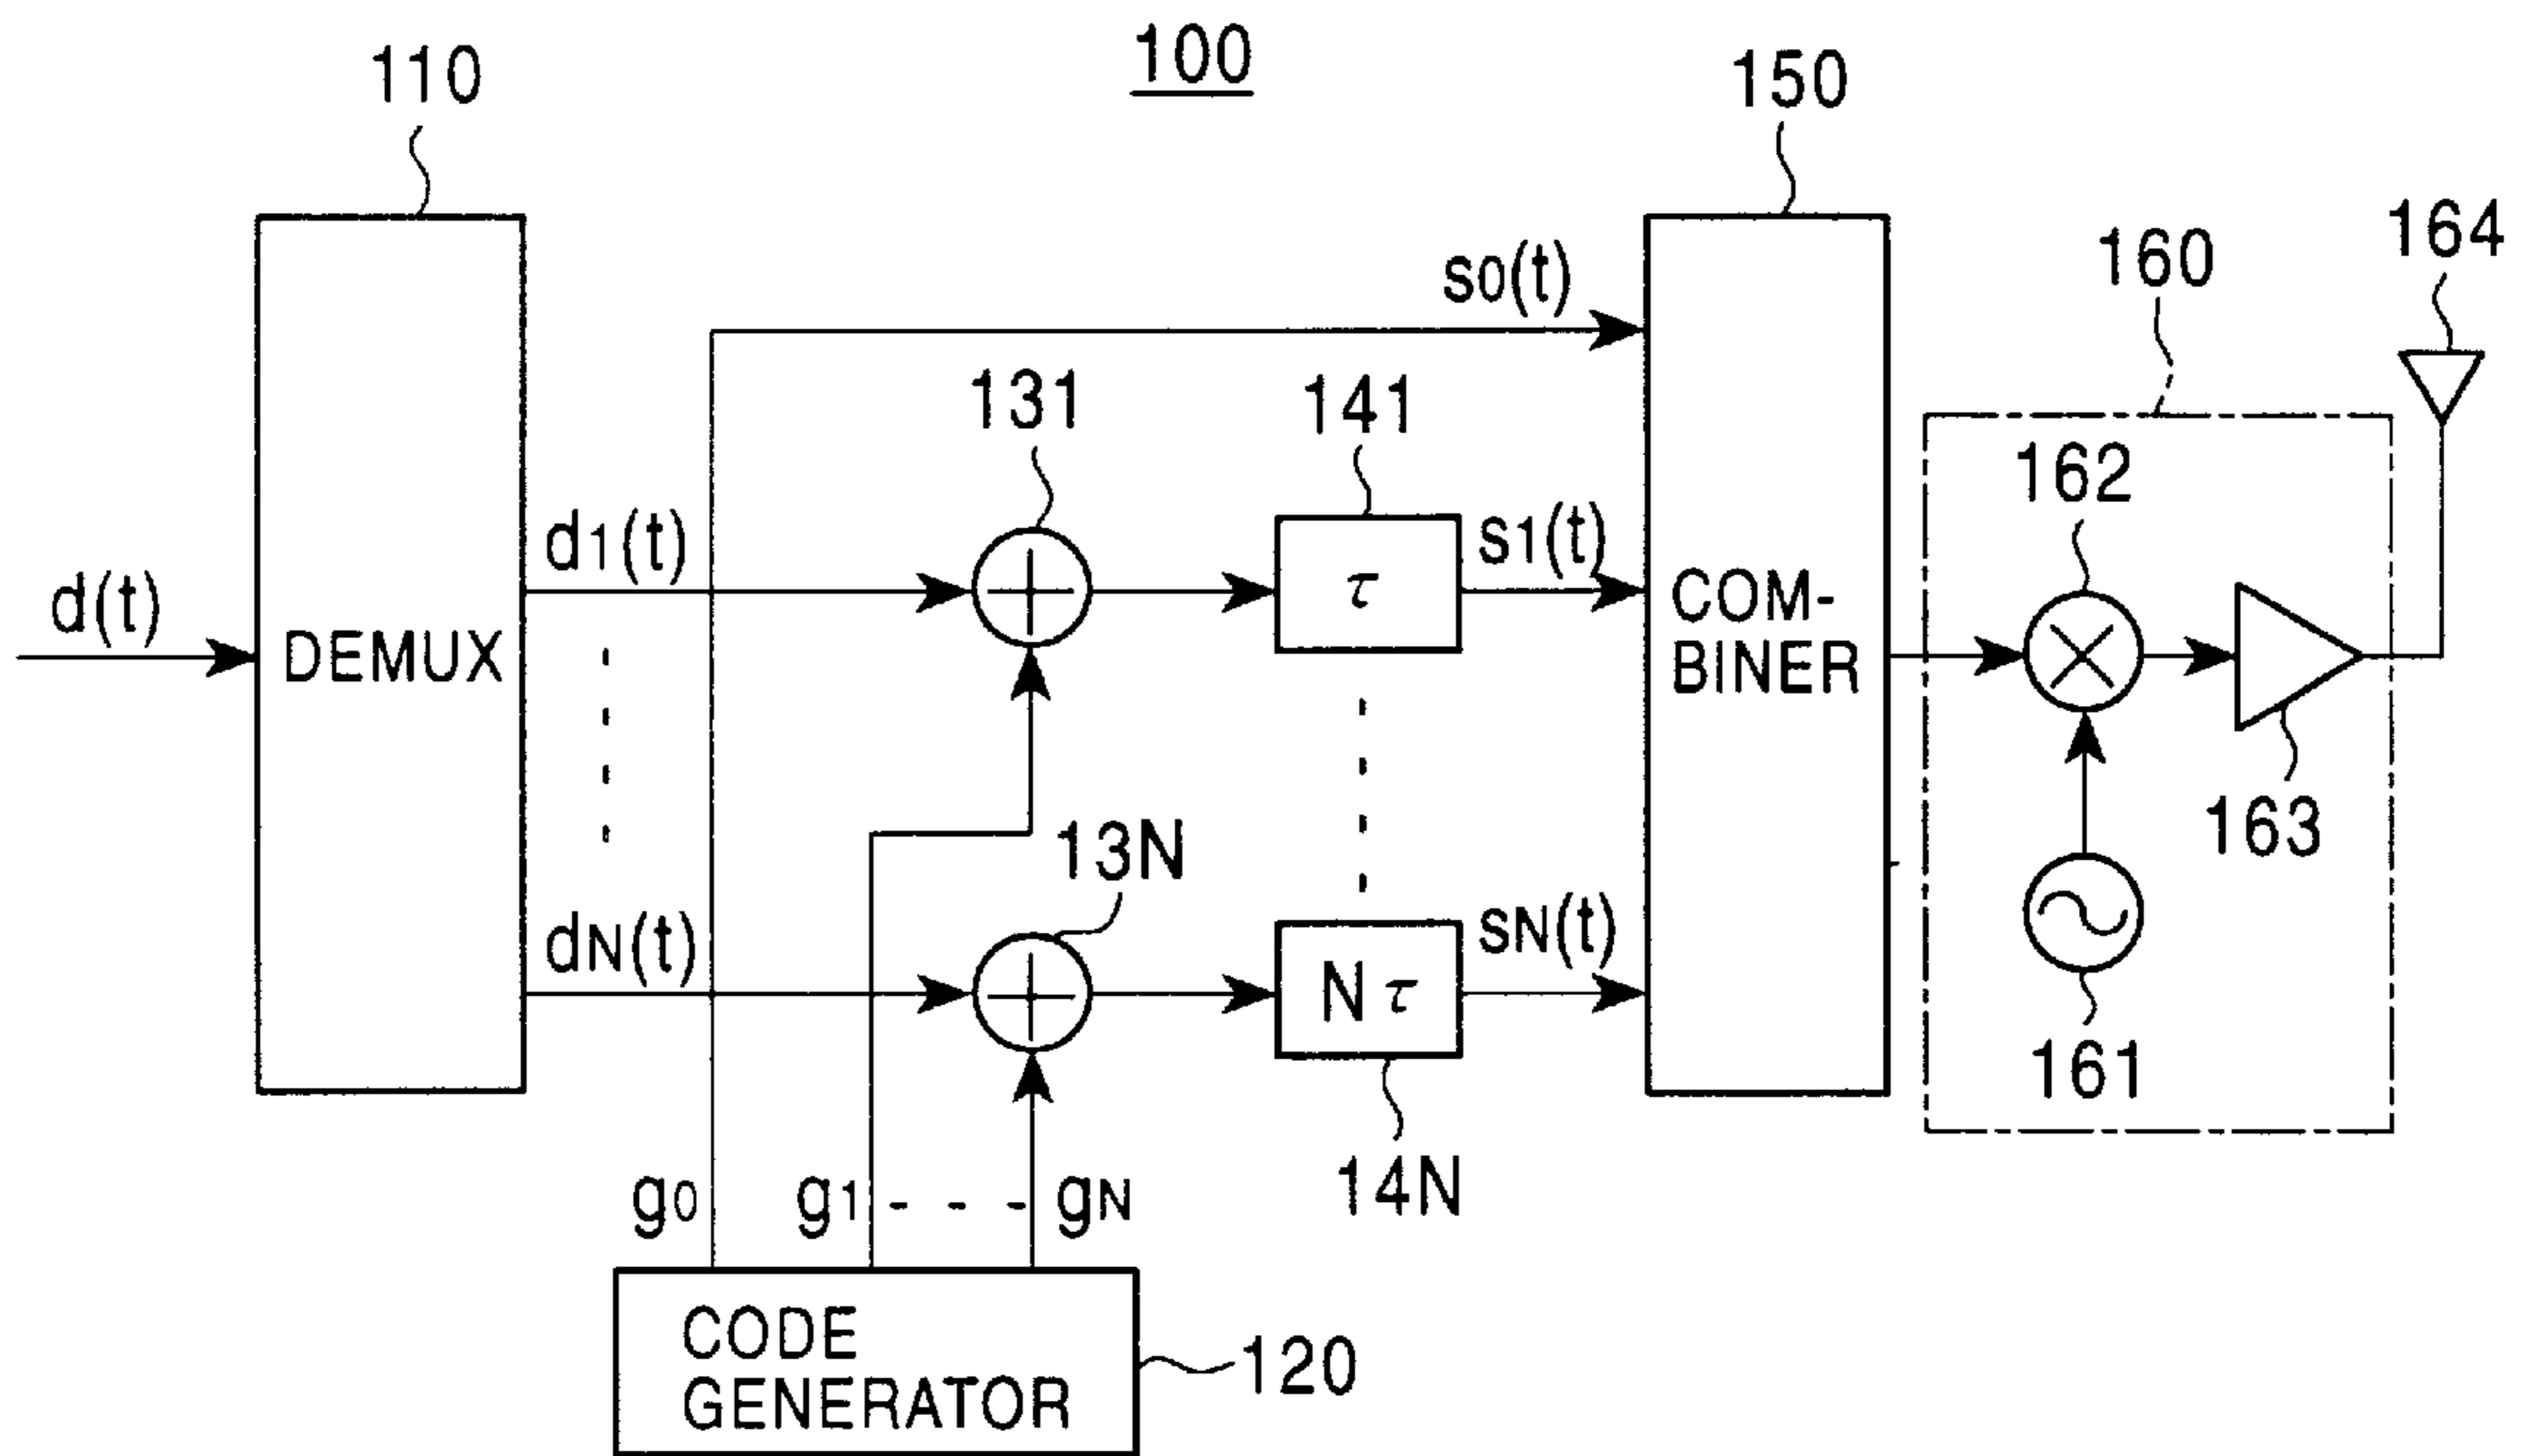 100
110
150
164
160
s0(t)
131
141
162
d1(t)
s1(t)
d(t)
τ
COM-
BINER
DEMUX
163
13N
dN(t)
sN(t)
Nτ
161
14N
g0
g1 - - - gN
CODE
GENERATOR
120